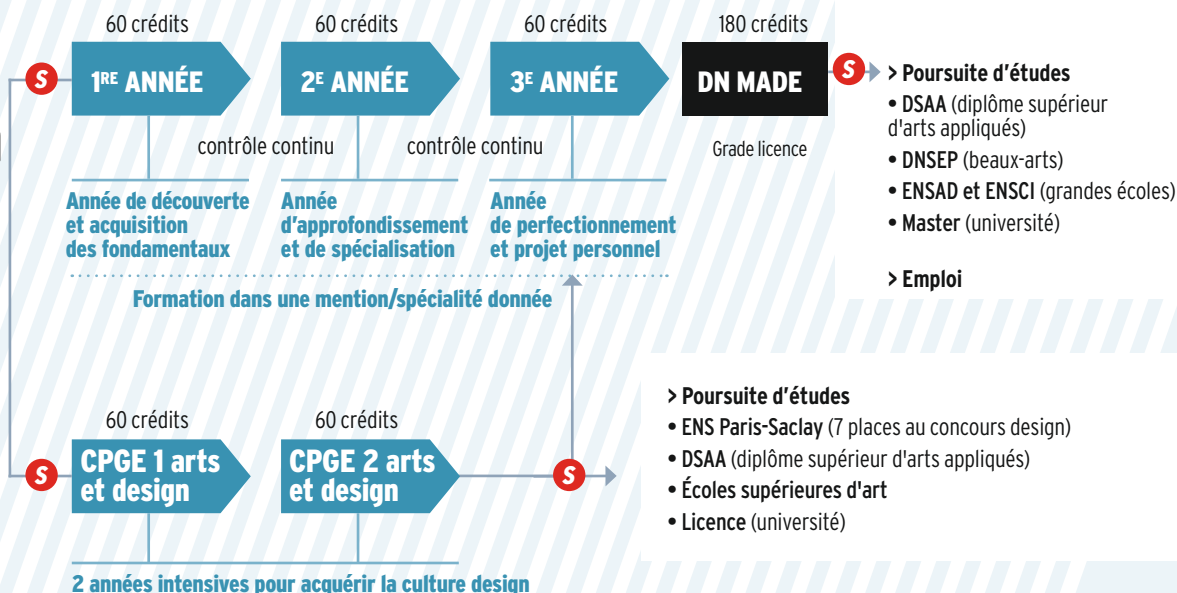 60 crédits
60 crédits
60 crédits
180 crédits
S
1RE ANNÉE
2E ANNÉE
3E ANNÉE
DN MADE
S
contrôle continu
contrôle continu
Grade licence
Année de découverte
et acquisition
des fondamentaux
Année
d'approfondissement
et de spécialisation
Année
de perfectionnement
et projet personnel
Formation dans une mention/spécialité donnée
> Poursuite d'études
• DSAA (diplôme supérieur
d'arts appliqués)
• DNSEP (beaux-arts)
• ENSAD et ENSCI (grandes écoles)
• Master (université)
> Emploi
60 crédits
60 crédits
S
CPGE 1 arts
et design
CPGE 2 arts
et design
S
2 années intensives pour acquérir la culture design
> Poursuite d'études
• ENS Paris-Saclay (7 places au concours design)
• DSAA (diplôme supérieur d'arts appliqués)
• Écoles supérieures d'art
• Licence (université)